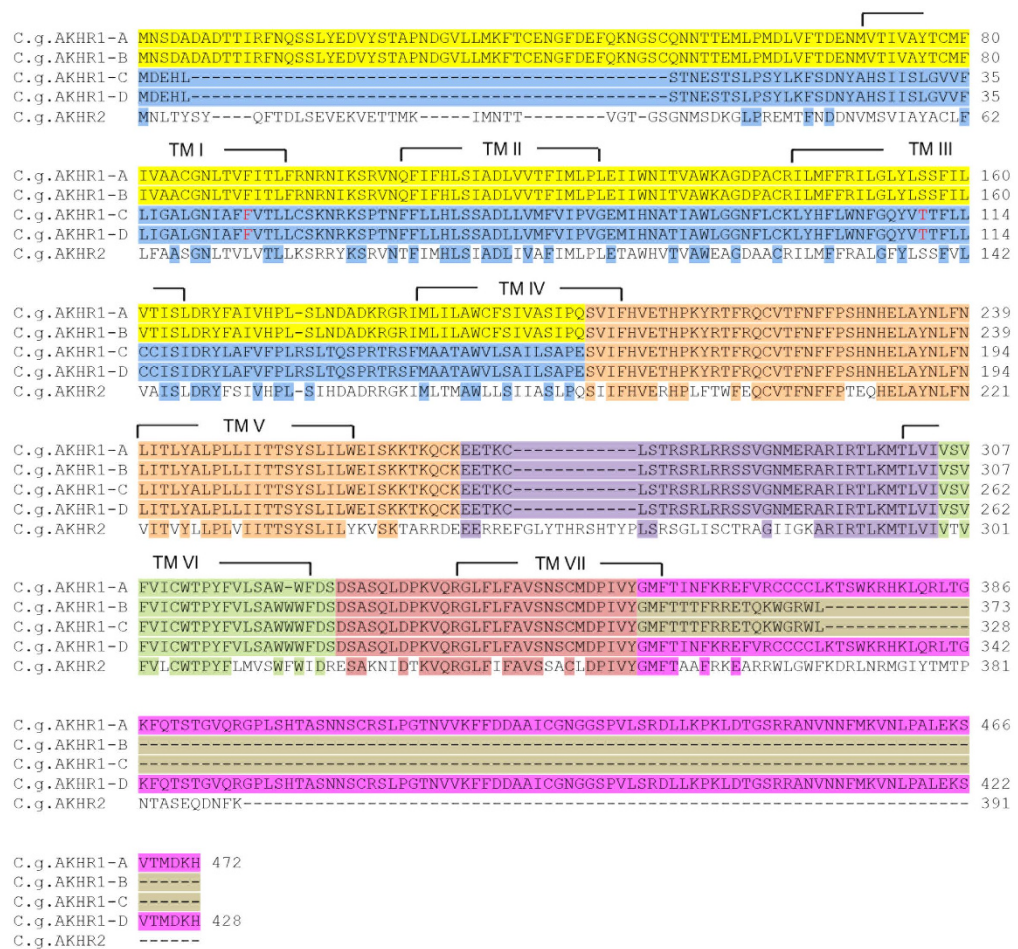 C.g.AKHR1-A MNSDADADTTIRFNQSSLYEDVYSTAPNDGVLLMKFTCENGFDEFQKNGSCQNNTTEMLPMDLVFTDENMVTIVAYTCMF 80
C.g.AKHR1-B MNSDADADTTIRFNQSSLYEDVYSTAPNDGVLLMKFTCENGFDEFQKNGSCQNNTTEMLPMDLVFTDENMVTIVAYTCMF 80
C.g.AKHR1-C MDEHL----------------------------------------------STNESTSLPSYLKFSDNYAHSIISLGVVF 35
C.g.AKHR1-D MDEHL----------------------------------------------STNESTSLPSYLKFSDNYAHSIISLGVVF 35
C.g.AKHR2 MNLTYSY----QFTDLSEVEKVETTMK-----IMNTT--------VGT-GSGNMSDKGLPREMTFNDDNVMSVIAYACLF 62
TM I TM II TM III
C.g.AKHR1-A IVAACGNLTVFITLFRNRNIKSRVNQFIFHLSIADLVVTFIMLPLEIIWNITVAWKAGDPACRILMFFRILGLYLSSFIL 160
C.g.AKHR1-B IVAACGNLTVFITLFRNRNIKSRVNQFIFHLSIADLVVTFIMLPLEIIWNITVAWKAGDPACRILMFFRILGLYLSSFIL 160
C.g.AKHR1-C LIGALGNIAFFVTLLCSKNRKSPTNFFLLHLSSADLLVMFVIPVGEMIHNATIAWLGGNFLCKLYHFLWNFGQYVTTFLL 114
C.g.AKHR1-D LIGALGNIAFFVTLLCSKNRKSPTNFFLLHLSSADLLVMFVIPVGEMIHNATIAWLGGNFLCKLYHFLWNFGQYVTTFLL 114
C.g.AKHR2 LFAASGNLTVLVTLLKSRRYKSRVNTFIMHLSIADLIVAFIMLPLETAWHVTVAWEAGDAACRILMFFRALGFYLSSFVL 142
TM IV
C.g.AKHR1-A VTISLDRYFAIVHPL-SLNDADKRGRIMLILAWCFSIVASIPQSVIFHVETHPKYRTFRQCVTFNFFPSHNHELAYNLFN 239
C.g.AKHR1-B VTISLDRYFAIVHPL-SLNDADKRGRIMLILAWCFSIVASIPQSVIFHVETHPKYRTFRQCVTFNFFPSHNHELAYNLFN 239
C.g.AKHR1-C CCISIDRYLAFVFPLRSLTQSPRTRSFMAATAWVLSAILSAPESVIFHVETHPKYRTFRQCVTFNFFPSHNHELAYNLFN 194
C.g.AKHR1-D CCISIDRYLAFVFPLRSLTQSPRTRSFMAATAWVLSAILSAPESVIFHVETHPKYRTFRQCVTFNFFPSHNHELAYNLFN 194
C.g.AKHR2 VAISLDRYFSIVHPL-SIHDADRRGKIMLTMAWLLSIIASLPQSIIFHVERHPLFTWFEQCVTFNFFPTEQHELAYNLFN 221
TM V
C.g.AKHR1-A LITLYALPLLIITTSYSLILWEISKKTKQCKEETKC------------LSTRSRLRRSSVGNMERARIRTLKMTLVIVSV 307
C.g.AKHR1-B LITLYALPLLIITTSYSLILWEISKKTKQCKEETKC------------LSTRSRLRRSSVGNMERARIRTLKMTLVIVSV 307
C.g.AKHR1-C LITLYALPLLIITTSYSLILWEISKKTKQCKEETKC------------LSTRSRLRRSSVGNMERARIRTLKMTLVIVSV 262
C.g.AKHR1-D LITLYALPLLIITTSYSLILWEISKKTKQCKEETKC------------LSTRSRLRRSSVGNMERARIRTLKMTLVIVSV 262
C.g.AKHR2 VITVYLLPLVIITTSYSLILYKVSKTARRDEEERREFGLYTHRSHTYPLSRSGLISCTRAGIIGKARIRTLKMTLVIVTV 301
TM VI TM VII
C.g.AKHR1-A FVICWTPYFVLSAW-WFDSDSASQLDPKVQRGLFLFAVSNSCMDPIVYGMFTINFKREFVRCCCCLKTSWKRHKLQRLTG 386
C.g.AKHR1-B FVICWTPYFVLSAWWWFDSDSASQLDPKVQRGLFLFAVSNSCMDPIVYGMFTTTFRRETQKWGRWL-------------- 373
C.g.AKHR1-C FVICWTPYFVLSAWWWFDSDSASQLDPKVQRGLFLFAVSNSCMDPIVYGMFTTTFRRETQKWGRWL-------------- 328
C.g.AKHR1-D FVICWTPYFVLSAWWWFDSDSASQLDPKVQRGLFLFAVSNSCMDPIVYGMFTINFKREFVRCCCCLKTSWKRHKLQRLTG 342
C.g.AKHR2 FVLCWTPYFLMVSWFWIDRESAKNIDTKVQRGLFIFAVSSACLDPIVYGMFTAAFRKEARRWLGWFKDRLNRMGIYTMTP 381
C.g.AKHR1-A KFQTSTGVQRGPLSHTASNNSCRSLPGTNVVKFFDDAAICGNGGSPVLSRDLLKPKLDTGSRRANVNNFMKVNLPALEKS 466
C.g.AKHR1-B --------------------------------------------------------------------------------
C.g.AKHR1-C --------------------------------------------------------------------------------
C.g.AKHR1-D KFQTSTGVQRGPLSHTASNNSCRSLPGTNVVKFFDDAAICGNGGSPVLSRDLLKPKLDTGSRRANVNNFMKVNLPALEKS 422
C.g.AKHR2 NTASEQDNFK---------------------------------------------------------------------- 391
C.g.AKHR1-A VTMDKH 472
C.g.AKHR1-B ------
C.g.AKHR1-C ------
C.g.AKHR1-D VTMDKH 428
C.g.AKHR2 ------